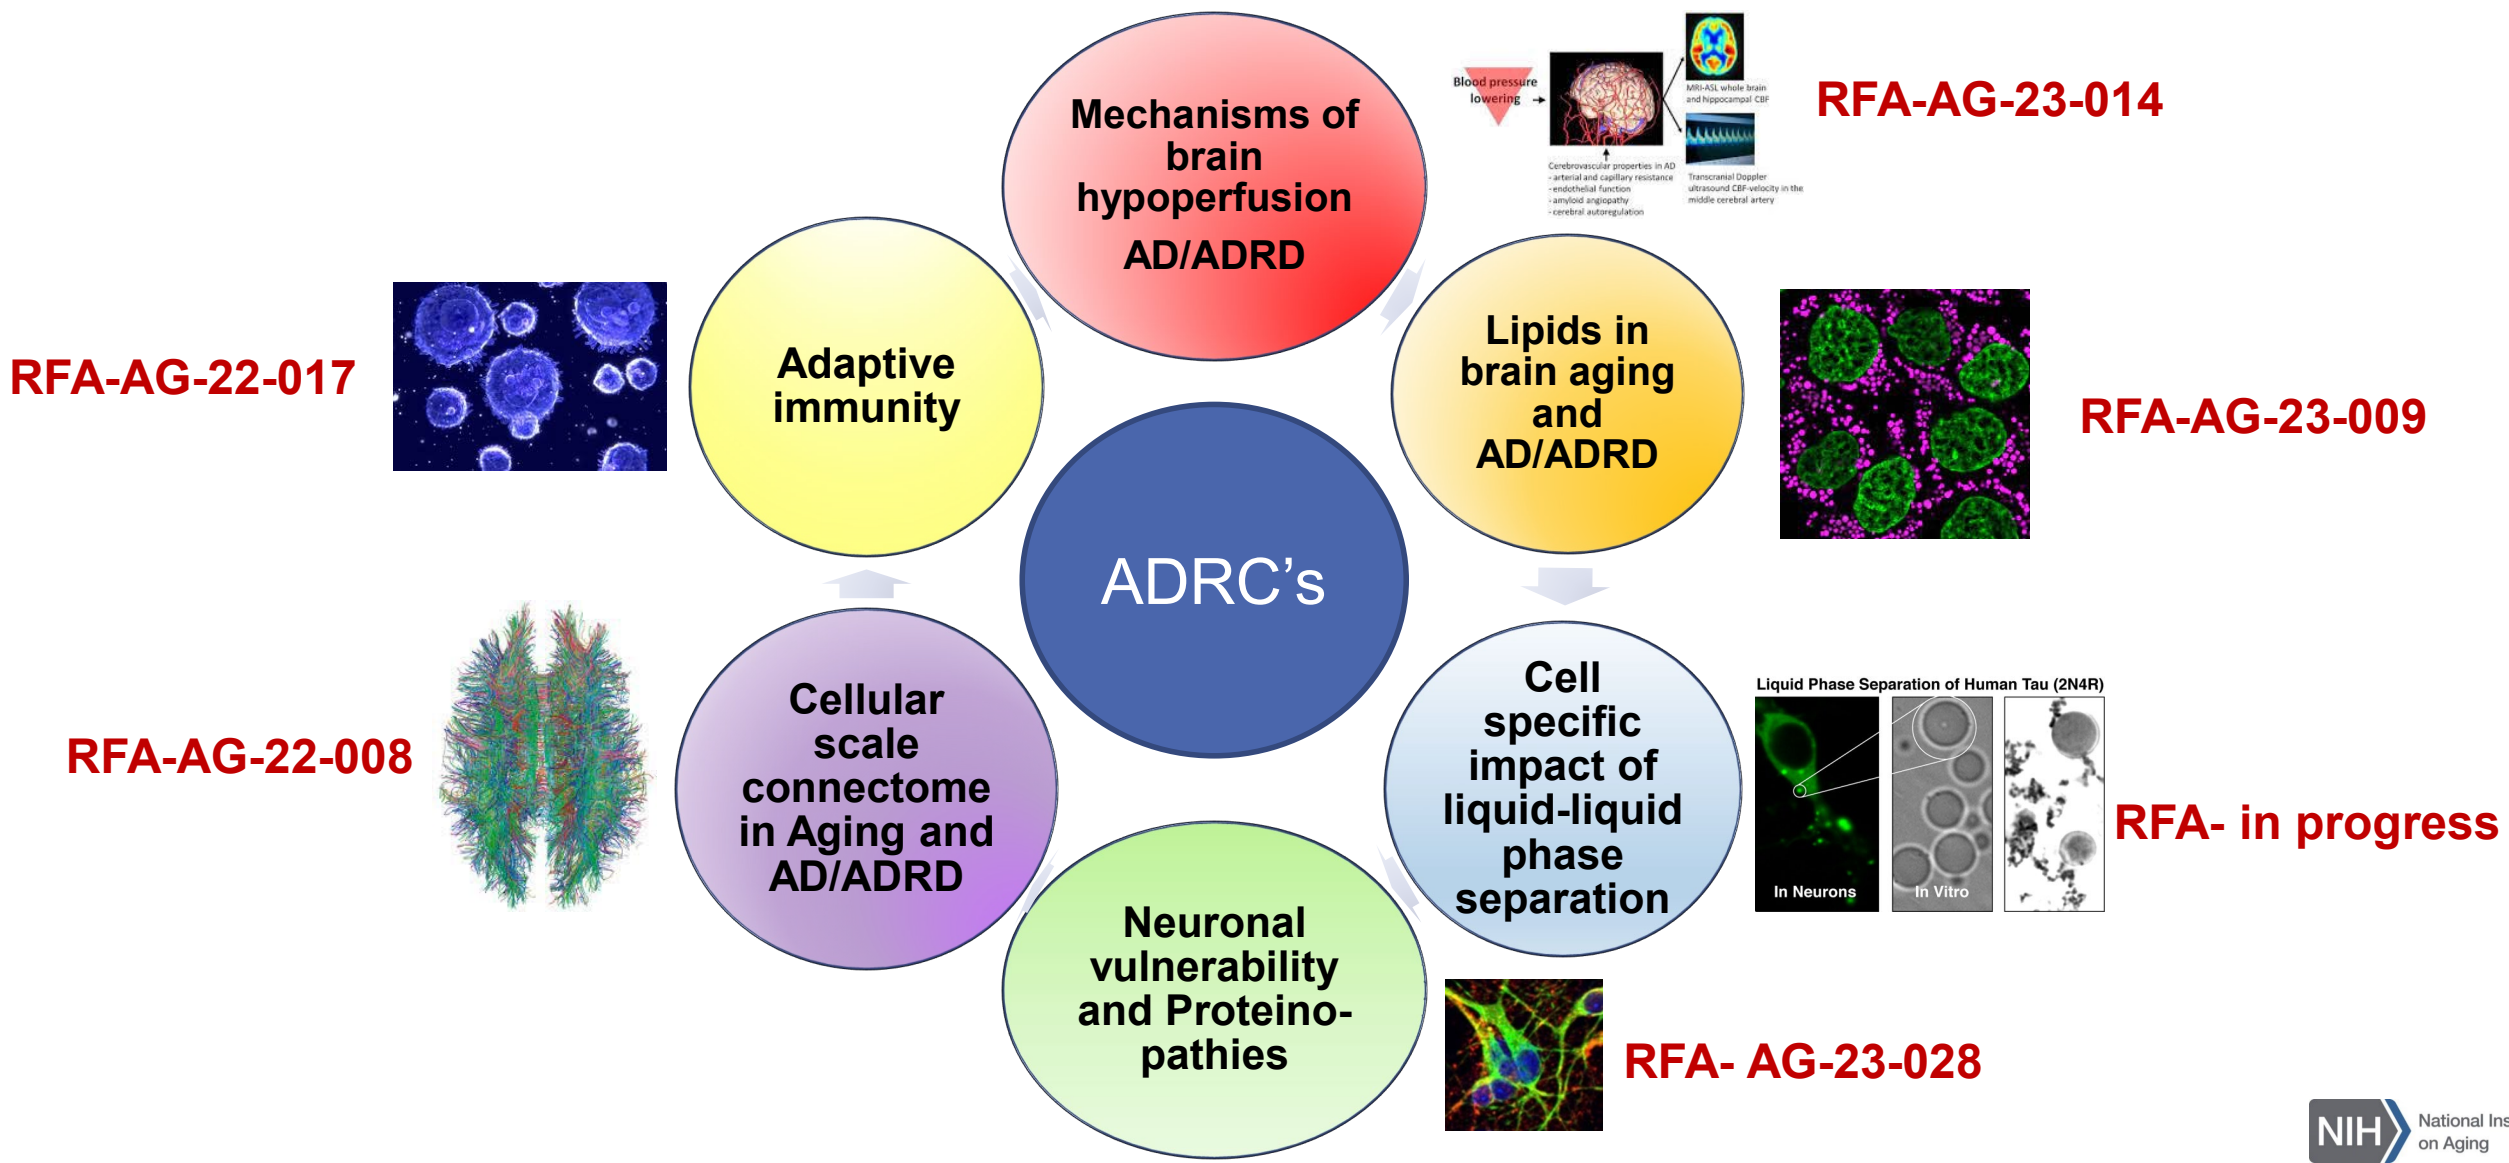 Mechanisms of
brain
hypoperfusion
AD/ADRD
Blood pressure
lowering
MRI-ASL whole brain
and hippocampal CBF
Cerebrovascular properties in AD
- arterial and capillary resistance
- endothelial function
- amyloid angiopathy
- cerebral autoregulation
Transcranial Doppler
ultrasound CBF-velocity in the
middle cerebral artery
RFA-AG-23-014
Lipids in
brain aging
and
AD/ADRD
RFA-AG-23-009
Cell
specific
impact of
liquid-liquid
phase
separation
Liquid Phase Separation of Human Tau (2N4R)
In Neurons
In Vitro
RFA- in progress
Neuronal
vulnerability
and Proteino-
pathies
RFA- AG-23-028
Cellular
scale
connectome
in Aging and
AD/ADRD
RFA-AG-22-008
Adaptive
immunity
RFA-AG-22-017
ADRC’s
NIH
National Ins
on Aging